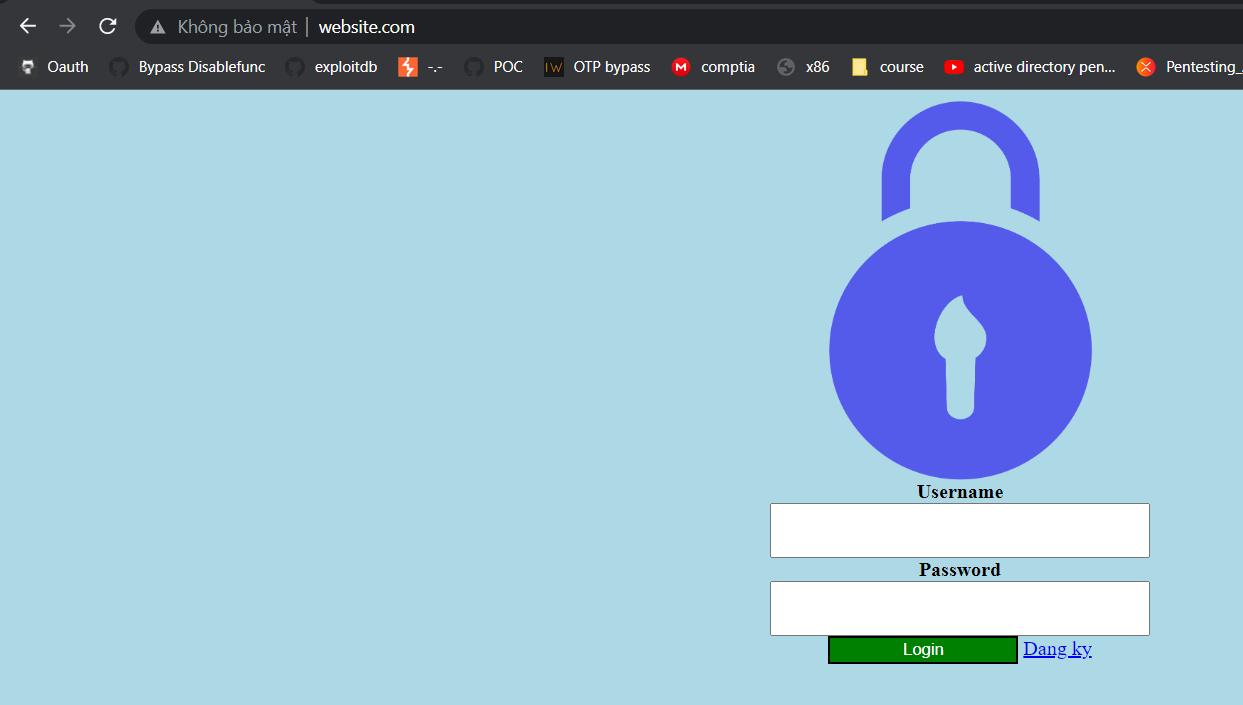 Không bảo mật | website.com
Oauth Bypass Disablefunc exploitdb -.- POC OTP bypass comptia x86 course active directory pen... Pentesting_
Username
Password
Login Dang ky